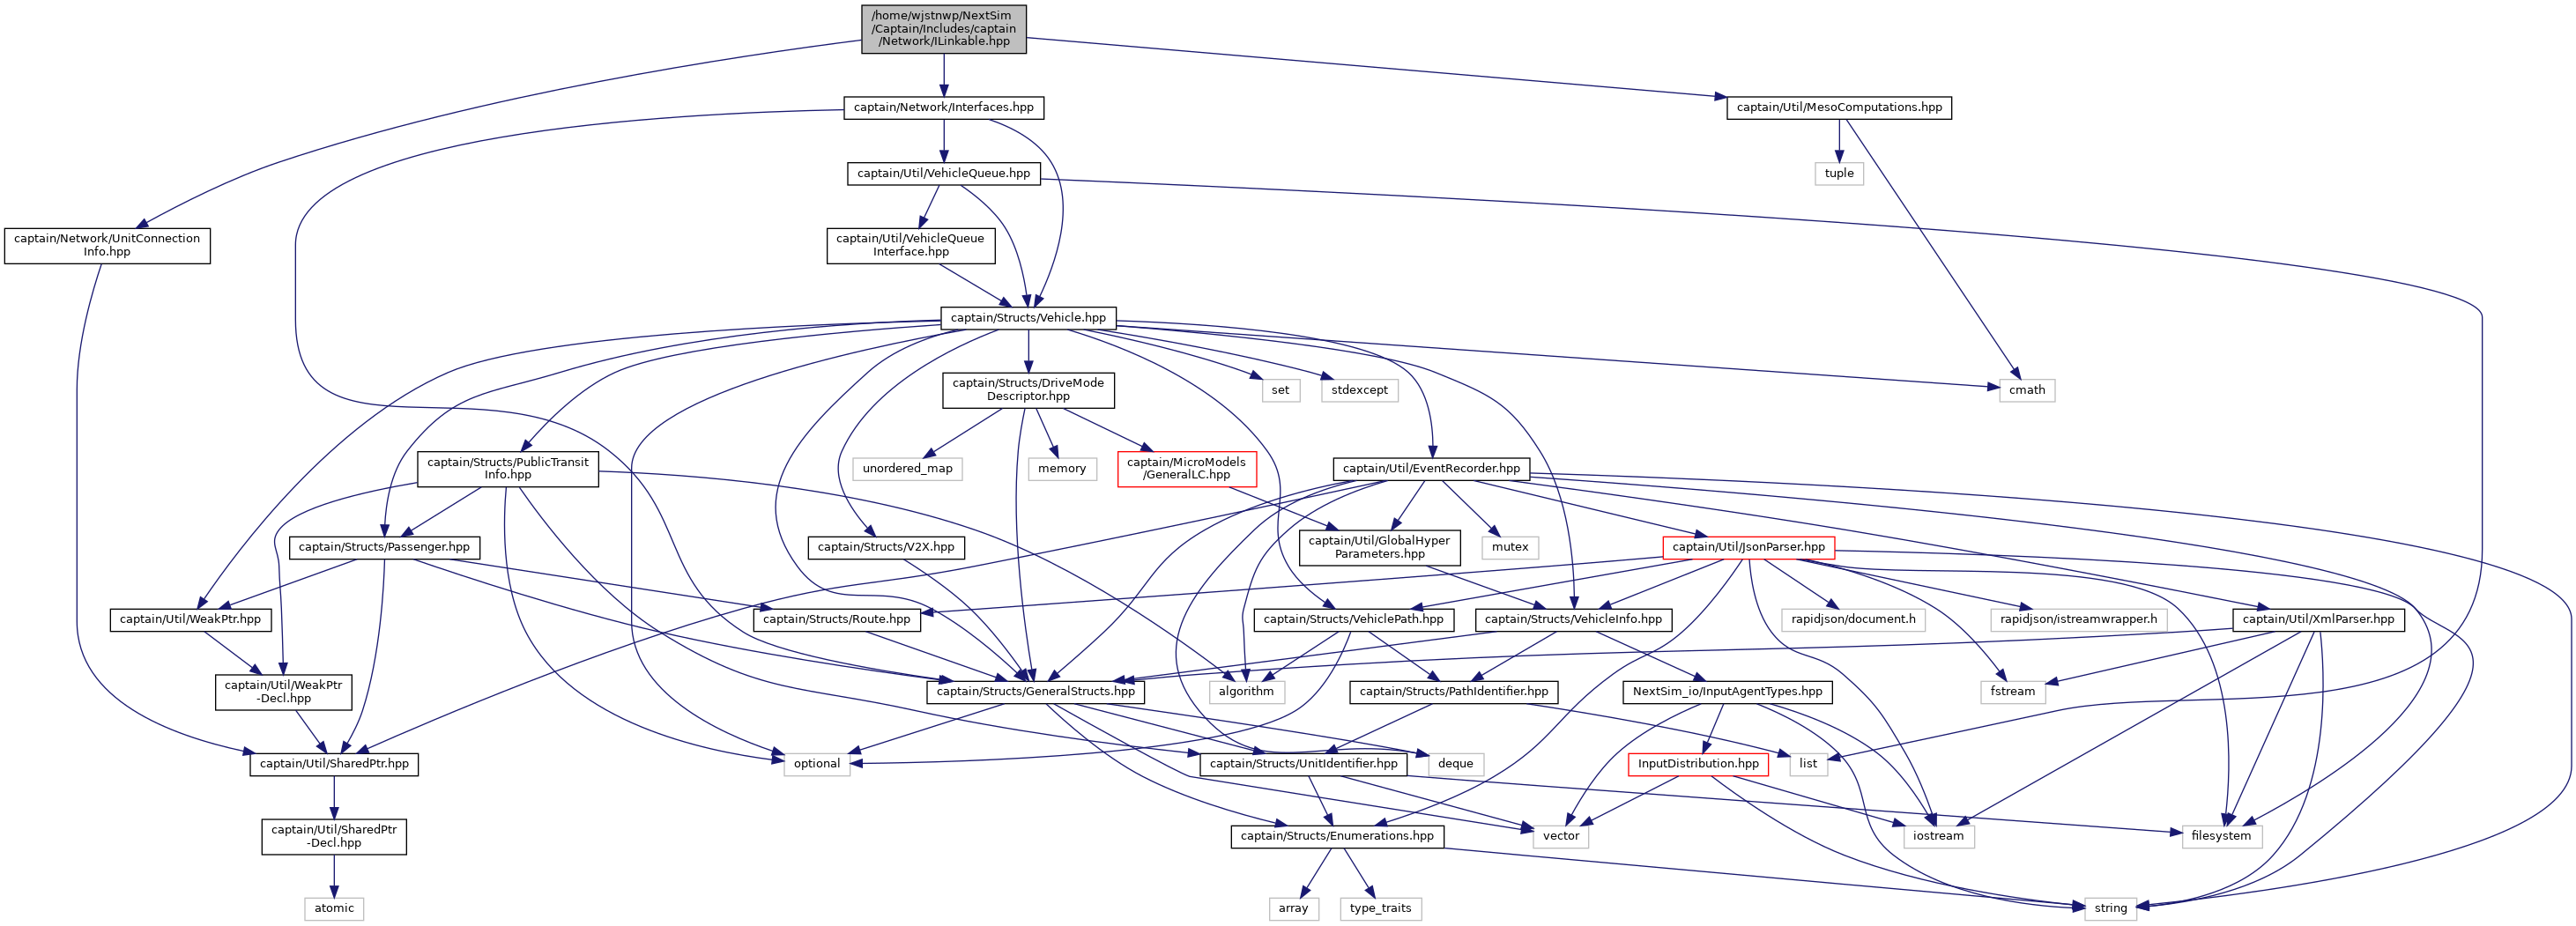 /home/wjstnwp/NextSim
/Captain/Includes/captain
/Network/ILinkable.hpp
captain/Network/Interfaces.hpp
captain/Util/MesoComputations.hpp
captain/Util/VehicleQueue.hpp
tuple
captain/Network/UnitConnection
Info.hpp
captain/Util/VehicleQueue
Interface.hpp
captain/Structs/Vehicle.hpp
captain/Structs/DriveMode
Descriptor.hpp
set
stdexcept
cmath
captain/Structs/PublicTransit
Info.hpp
unordered_map
memory
captain/MicroModels
/GeneralLC.hpp
captain/Util/EventRecorder.hpp
captain/Structs/Passenger.hpp
captain/Structs/V2X.hpp
captain/Util/GlobalHyper
Parameters.hpp
mutex
captain/Util/JsonParser.hpp
captain/Util/WeakPtr.hpp
captain/Structs/Route.hpp
captain/Structs/VehiclePath.hpp
captain/Structs/VehicleInfo.hpp
rapidjson/document.h
rapidjson/istreamwrapper.h
captain/Util/XmlParser.hpp
captain/Util/WeakPtr
-Decl.hpp
captain/Structs/GeneralStructs.hpp
algorithm
captain/Structs/PathIdentifier.hpp
NextSim_io/InputAgentTypes.hpp
fstream
captain/Util/SharedPtr.hpp
optional
captain/Structs/UnitIdentifier.hpp
deque
InputDistribution.hpp
list
captain/Util/SharedPtr
-Decl.hpp
captain/Structs/Enumerations.hpp
vector
iostream
filesystem
atomic
array
type_traits
string